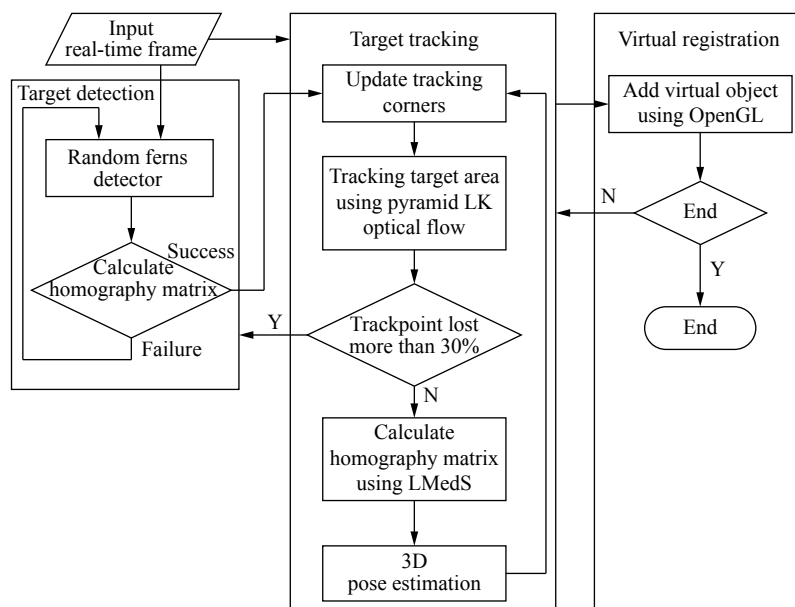 Input
real-time frame
Target detection
Random ferns
detector
Success
Calculate
homography matrix
Failure
Target tracking
Update tracking
corners
Tracking target area
using pyramid LK
optical flow
Y
Trackpoint lost
more than 30%
N
Calculate
homography matrix
using LMedS
3D
pose estimation
Virtual registration
Add virtual object
using OpenGL
N
End
Y
End